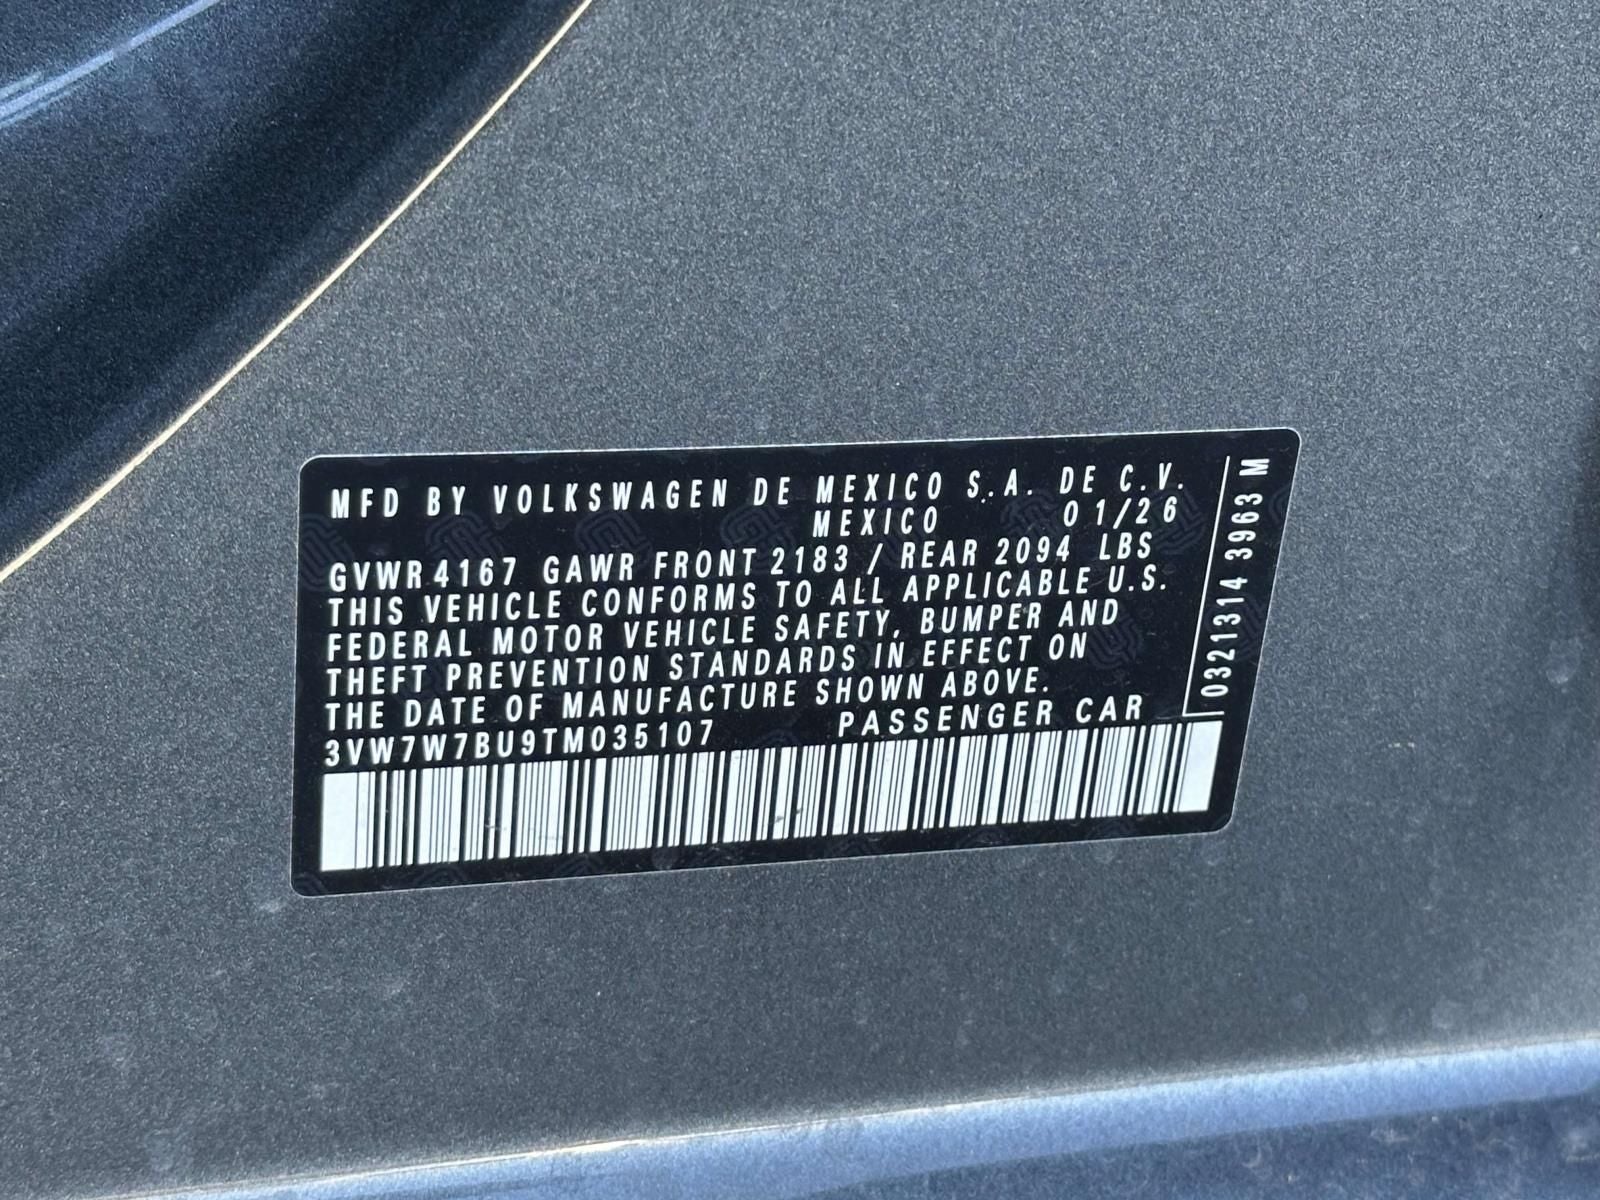 MFD BY VOLKSWAGEN DE MEXICO S.A. DE C.V.
MEXICO 01/26
GVWR 4167 GAWR FRONT 2183 / REAR 2094 LBS
THIS VEHICLE CONFORMS TO ALL APPLICABLE U.S.
FEDERAL MOTOR VEHICLE SAFETY, BUMPER AND
THEFT PREVENTION STANDARDS IN EFFECT ON
THE DATE OF MANUFACTURE SHOWN ABOVE.
3VW7W7BU9TM035107 PASSENGER CAR
0321314 3963 M